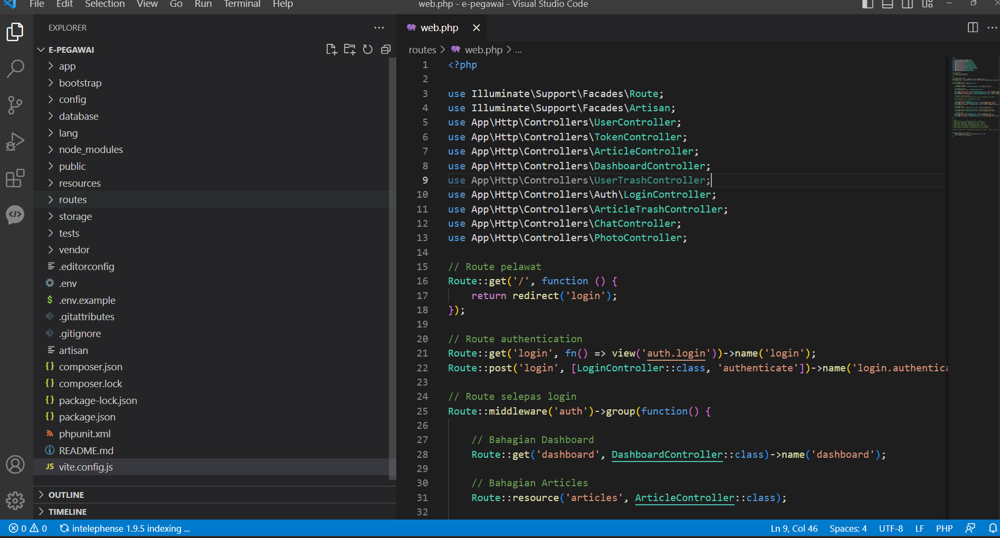 File Edit Selection View Go Run Terminal Help
web.php - e-pegawai - Visual Studio Code
EXPLORER
E-PEGAWAI
app
bootstrap
config
database
lang
node_modules
public
resources
routes
storage
tests
vendor
.editorconfig
.env
.env.example
.gitattributes
.gitignore
artisan
composer.json
composer.lock
package-lock.json
package.json
phpunit.xml
README.md
JS vite.config.js
OUTLINE
TIMELINE
web.php
routes > web.php > ...
1 <?php
2
3 use Illuminate\Support\Facades\Route;
4 use Illuminate\Support\Facades\Artisan;
5 use App\Http\Controllers\UserController;
6 use App\Http\Controllers\TokenController;
7 use App\Http\Controllers\ArticleController;
8 use App\Http\Controllers\DashboardController;
9 use App\Http\Controllers\UserTrashController;
10 use App\Http\Controllers\Auth\LoginController;
11 use App\Http\Controllers\ArticleTrashController;
12 use App\Http\Controllers\ChatController;
13 use App\Http\Controllers\PhotoController;
14
15 // Route pelawat
16 Route::get('/', function () {
17     return redirect('login');
18 });
19
20 // Route authentication
21 Route::get('login', fn() => view('auth.login'))->name('login');
22 Route::post('login', [LoginController::class, 'authenticate'])->name('login.authentica
23
24 // Route selepas login
25 Route::middleware('auth')->group(function() {
26
27     // Bahagian Dashboard
28     Route::get('dashboard', DashboardController::class)->name('dashboard');
29
30     // Bahagian Articles
31     Route::resource('articles', ArticleController::class);
32
0 0 intelephense 1.9.5 indexing ...
Ln 9, Col 46 Spaces: 4 UTF-8 LF PHP